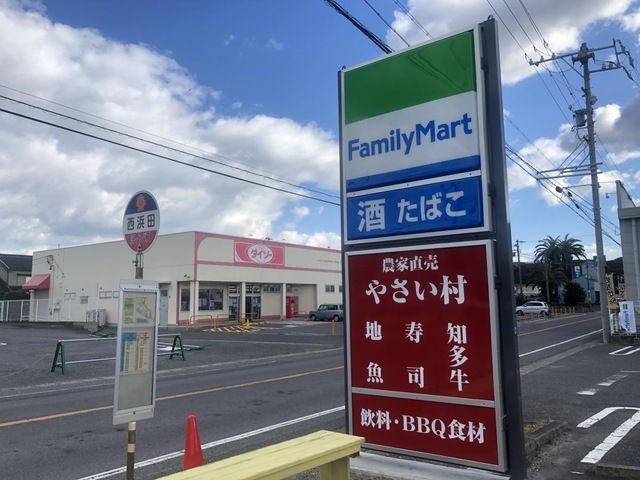 西浜田
ダイソー
FamilyMart
酒 たばこ
農家直売
やさい村
知多牛
寿司
地魚
飲料・BBQ食材